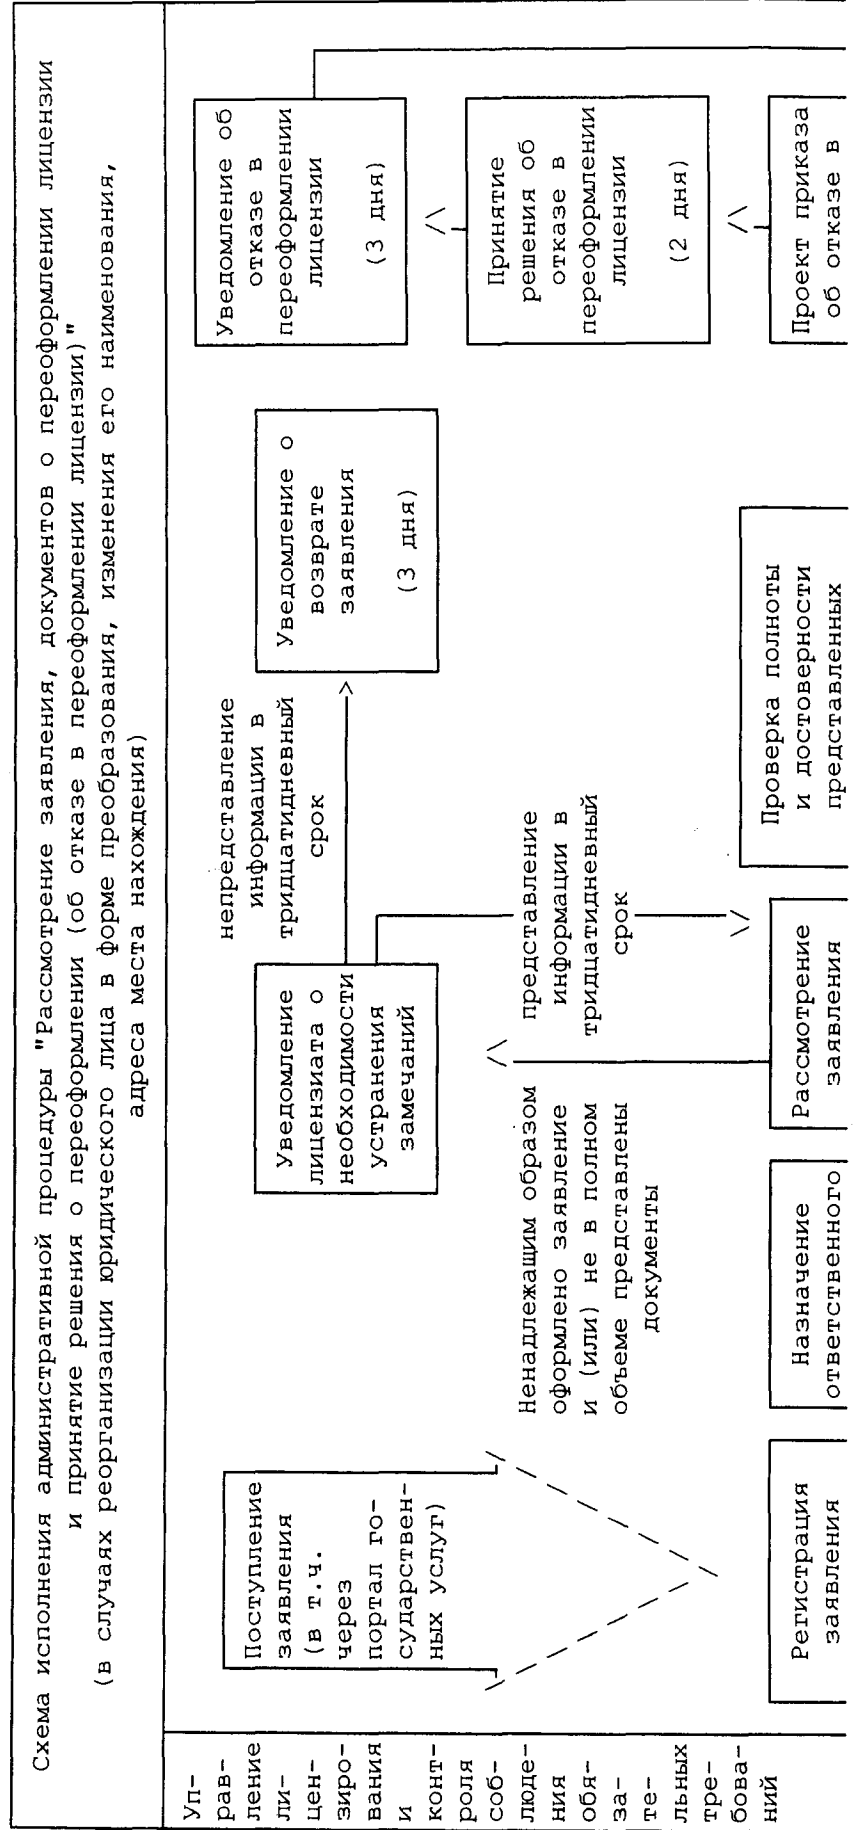 Схема исполнения административной процедуры "Рассмотрение заявления, документов о переоформлении лицензии
и принятие решения о переоформлении (об отказе в переоформлении лицензии)"
(в случаях реорганизации юридического лица в форме преобразования, изменения его наименования,
адреса места нахождения)
Уп-
рав-
ление
ли-
цен-
зиро-
вания
и
конт-
роля
соб-
люде-
ния
обя-
за-
те-
льных
тре-
бова-
ний
Поступление
заявления
(в т.ч.
через
портал го-
сударствен-
ных услуг)
Уведомление
лицензиата о
необходимости
устранения
замечаний
непредставление
информации в
тридцатидневный
срок
Уведомление о
возврате
заявления
(3 дня)
Уведомление об
отказе в
переоформлении
лицензии
(3 дня)
Ненадлежащим образом
оформлено заявление
и (или) не в полном
объеме представлены
документы
представление
информации в
тридцатидневный
срок
Принятие
решения об
отказе в
переоформлении
лицензии
(2 дня)
Регистрация
заявления
Назначение
ответственного
Рассмотрение
заявления
Проверка полноты
и достоверности
представленных
Проект приказа
об отказе в